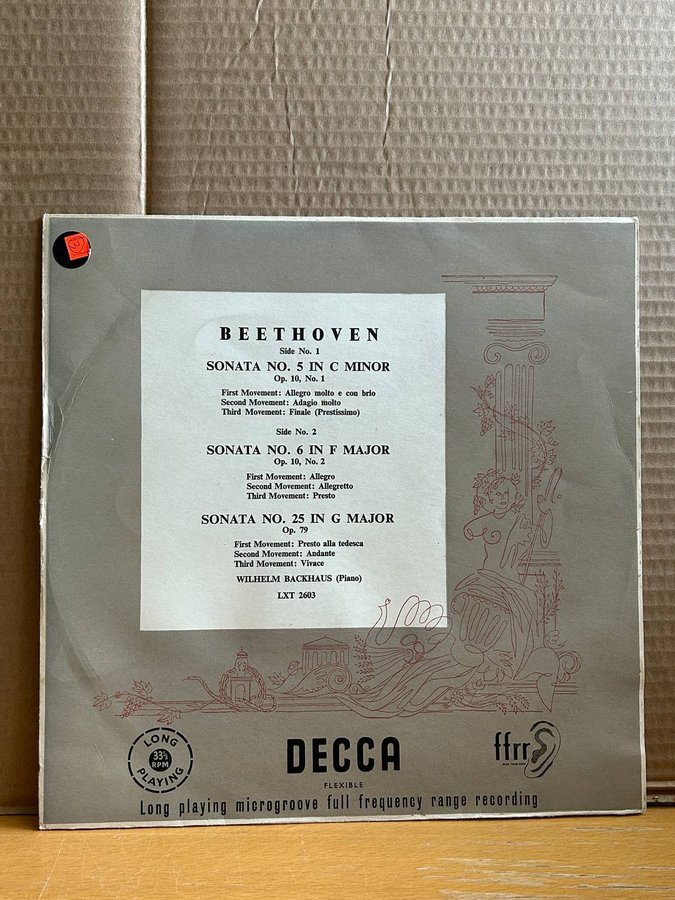 BEETHOVEN
Side No. 1
SONATA NO. 5 IN C MINOR
Op. 10, No. 1
First Movement: Allegro molto e con brio
Second Movement: Adagio molto
Third Movement: Finale (Prestissimo)
Side No. 2
SONATA NO. 6 IN F MAJOR
Op. 10, No. 2
First Movement: Allegro
Second Movement: Allegretto
Third Movement: Presto
SONATA NO. 25 IN G MAJOR
Op. 79
First Movement: Presto alla tedesca
Second Movement: Andante
Third Movement: Vivace
WILHELM BACKHAUS (Piano)
LXT 2603
LONG
33⅓
RPM
PLAYING
DECCA
FLEXIBLE
ffrr
Long playing microgroove full frequency range recording